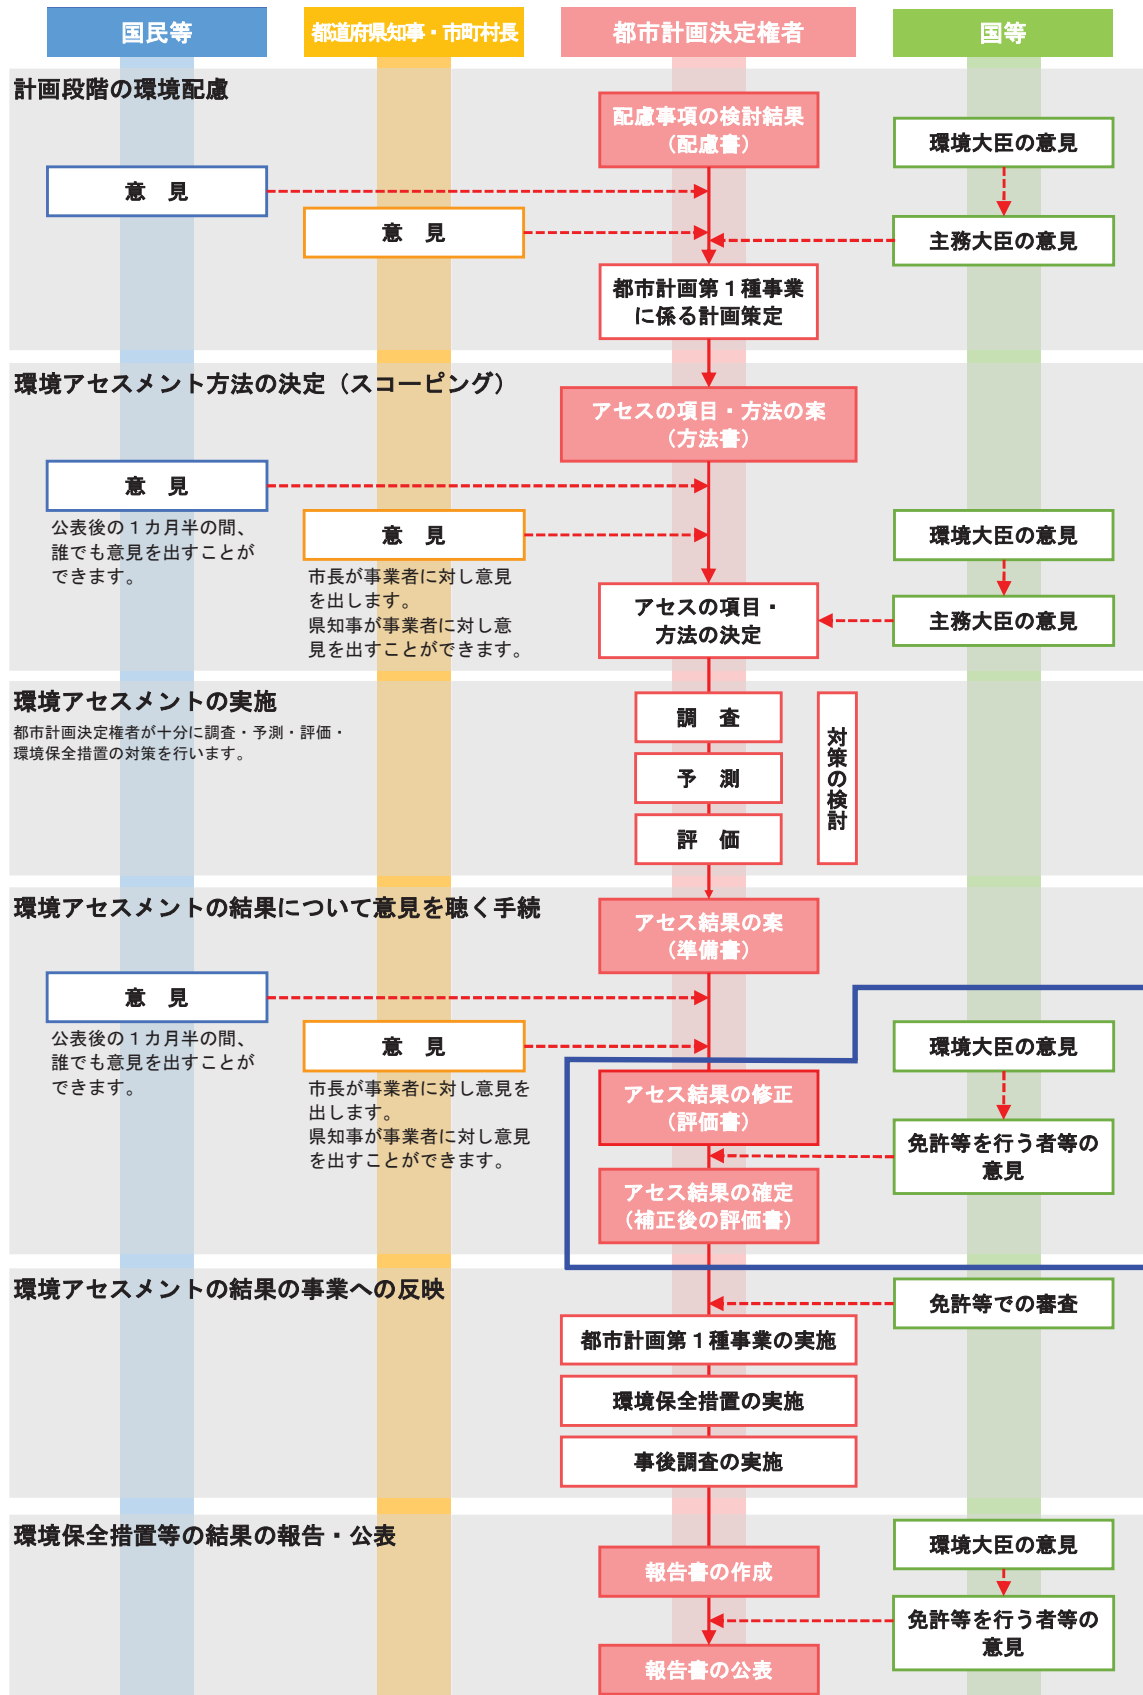 国民等
都道府県知事・市町村長
都市計画決定権者
国等
計画段階の環境配慮
配慮事項の検討結果
（配慮書）
環境大臣の意見
意　見
意　見
主務大臣の意見
都市計画第１種事業
に係る計画策定
環境アセスメント方法の決定（スコーピング）
アセスの項目・方法の案
（方法書）
意　見
公表後の１カ月半の間、
誰でも意見を出すことが
できます。
意　見
市長が事業者に対し意見
を出します。
県知事が事業者に対し意
見を出すことができます。
環境大臣の意見
アセスの項目・
方法の決定
主務大臣の意見
環境アセスメントの実施
都市計画決定権者が十分に調査・予測・評価・
環境保全措置の対策を行います。
調　査
予　測
評　価
対策の検討
環境アセスメントの結果について意見を聴く手続
アセス結果の案
（準備書）
意　見
公表後の１カ月半の間、
誰でも意見を出すことが
できます。
意　見
市長が事業者に対し意見を
出します。
県知事が事業者に対し意見
を出すことができます。
環境大臣の意見
アセス結果の修正
（評価書）
免許等を行う者等の
意見
アセス結果の確定
（補正後の評価書）
環境アセスメントの結果の事業への反映
免許等での審査
都市計画第１種事業の実施
環境保全措置の実施
事後調査の実施
環境保全措置等の結果の報告・公表
環境大臣の意見
報告書の作成
免許等を行う者等の
意見
報告書の公表